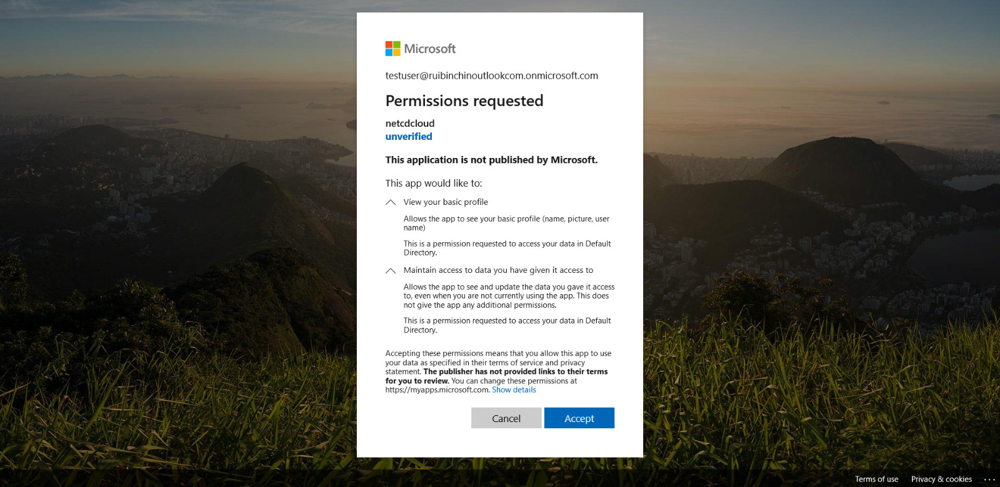 Microsoft
testuser@ruibinchinoutlookcom.onmicrosoft.com
Permissions requested
netcdcloud
unverified
This application is not published by Microsoft.
This app would like to:
View your basic profile
Allows the app to see your basic profile (name, picture, user
name)
This is a permission requested to access your data in Default
Directory.
Maintain access to data you have given it access to
Allows the app to see and update the data you gave it access
to, even when you are not currently using the app. This does
not give the app any additional permissions.
This is a permission requested to access your data in Default
Directory.
Accepting these permissions means that you allow this app to use
your data as specified in their terms of service and privacy
statement. The publisher has not provided links to their terms
for you to review. You can change these permissions at
https://myapps.microsoft.com. Show details
Cancel Accept
Terms of use Privacy & cookies ...